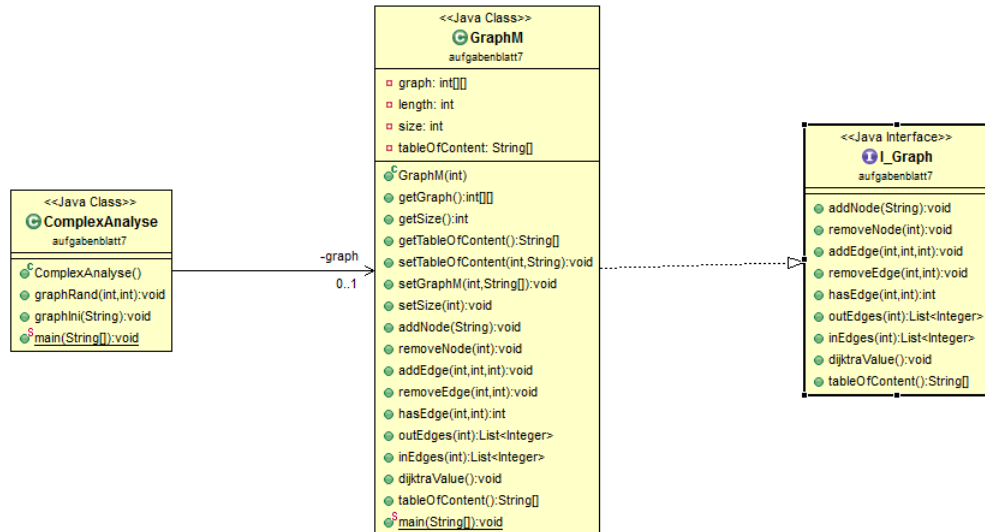 <<Java Class>>
ComplexAnalyse
aufgabenblatt7
ComplexAnalyse()
graphRand(int,int):void
graphIni(String):void
main(String[]):void
-graph
0..1
<<Java Class>>
GraphM
aufgabenblatt7
graph: int[][]
length: int
size: int
tableOfContent: String[]
GraphM(int)
getGraph():int[][]
getSize():int
getTableOfContent():String[]
setTableOfContent(int,String):void
setGraphM(int,String[]):void
setSize(int):void
addNode(String):void
removeNode(int):void
addEdge(int,int,int):void
removeEdge(int,int):void
hasEdge(int,int):int
outEdges(int):List<Integer>
inEdges(int):List<Integer>
dijktraValue():void
tableOfContent():String[]
main(String[]):void
<<Java Interface>>
I_Graph
aufgabenblatt7
addNode(String):void
removeNode(int):void
addEdge(int,int,int):void
removeEdge(int,int):void
hasEdge(int,int):int
outEdges(int):List<Integer>
inEdges(int):List<Integer>
dijktraValue():void
tableOfContent():String[]